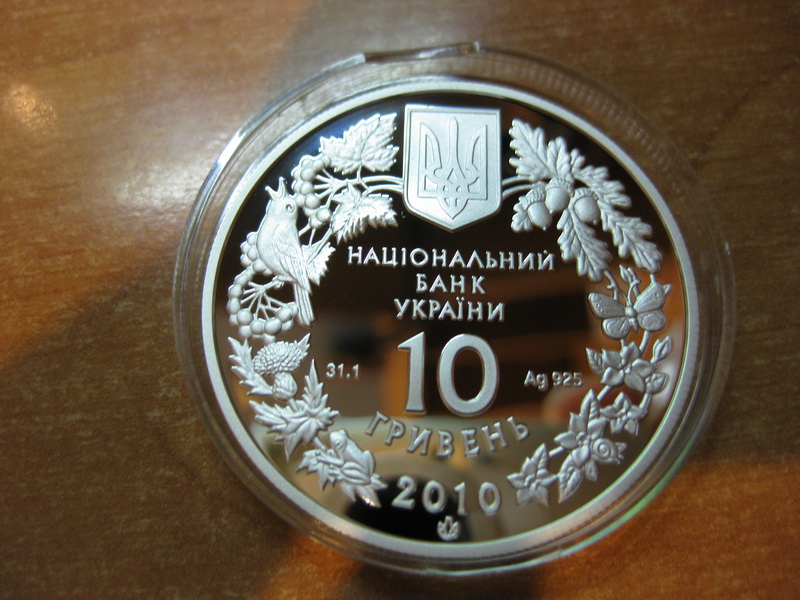 НАЦІОНАЛЬНИЙ
БАНК
УКРАЇНИ
31.1
10
Ag 925
ГРИВЕНЬ
2010